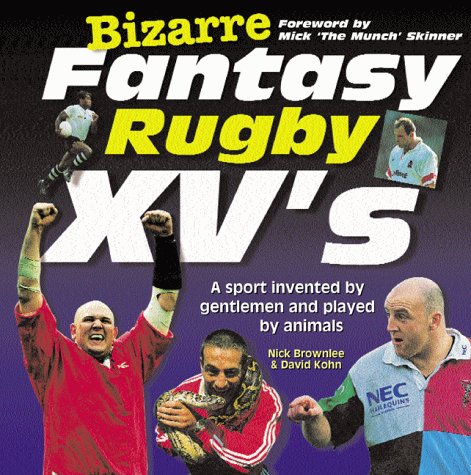 Bizarre
Foreword by
Mick 'The Munch' Skinner
Fantasy
Rugby
XV's
A sport invented by
gentlemen and played
by animals
Nick Brownlee
& David Kohn
NEC
HARLEQUINS